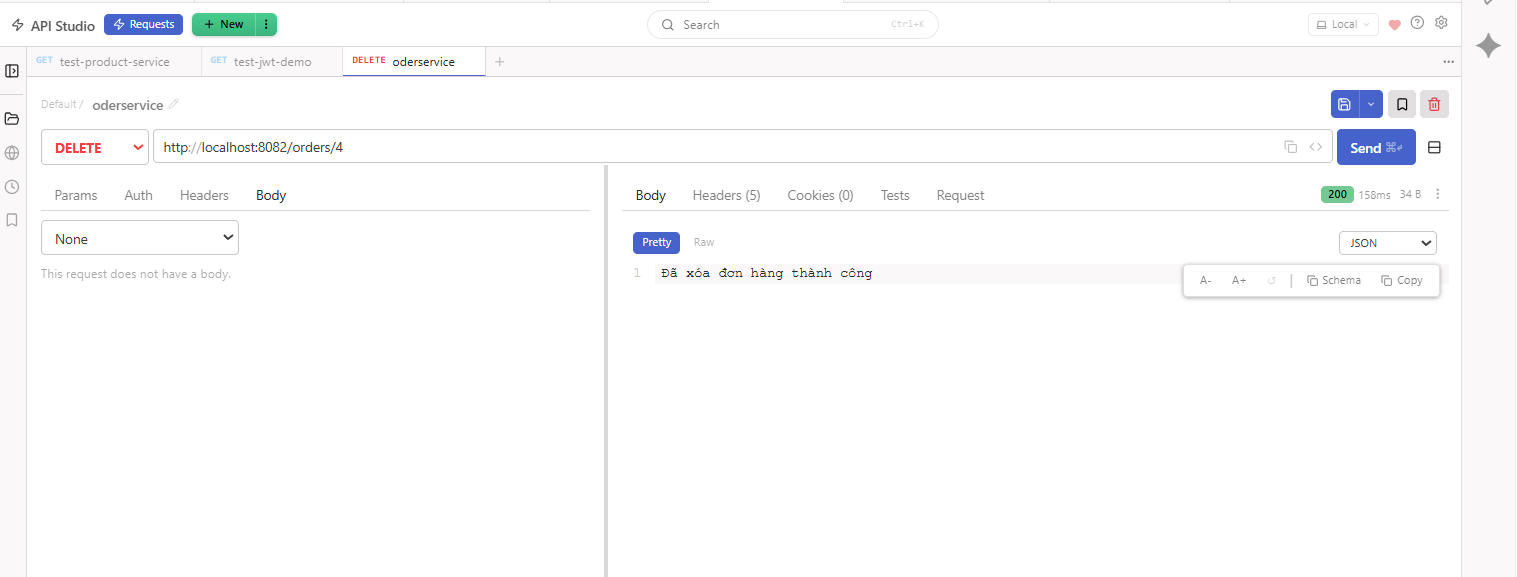 API Studio Requests + New Search Ctrl+K Local
GET test-product-service GET test-jwt-demo DELETE oderservice +
Default / oderservice
DELETE http://localhost:8082/orders/4 Send ⌘↵
Params Auth Headers Body
None
This request does not have a body.
Body Headers (5) Cookies (0) Tests Request 200 158ms 34 B
Pretty Raw JSON
1 Đã xóa đơn hàng thành công
A- A+ Schema Copy